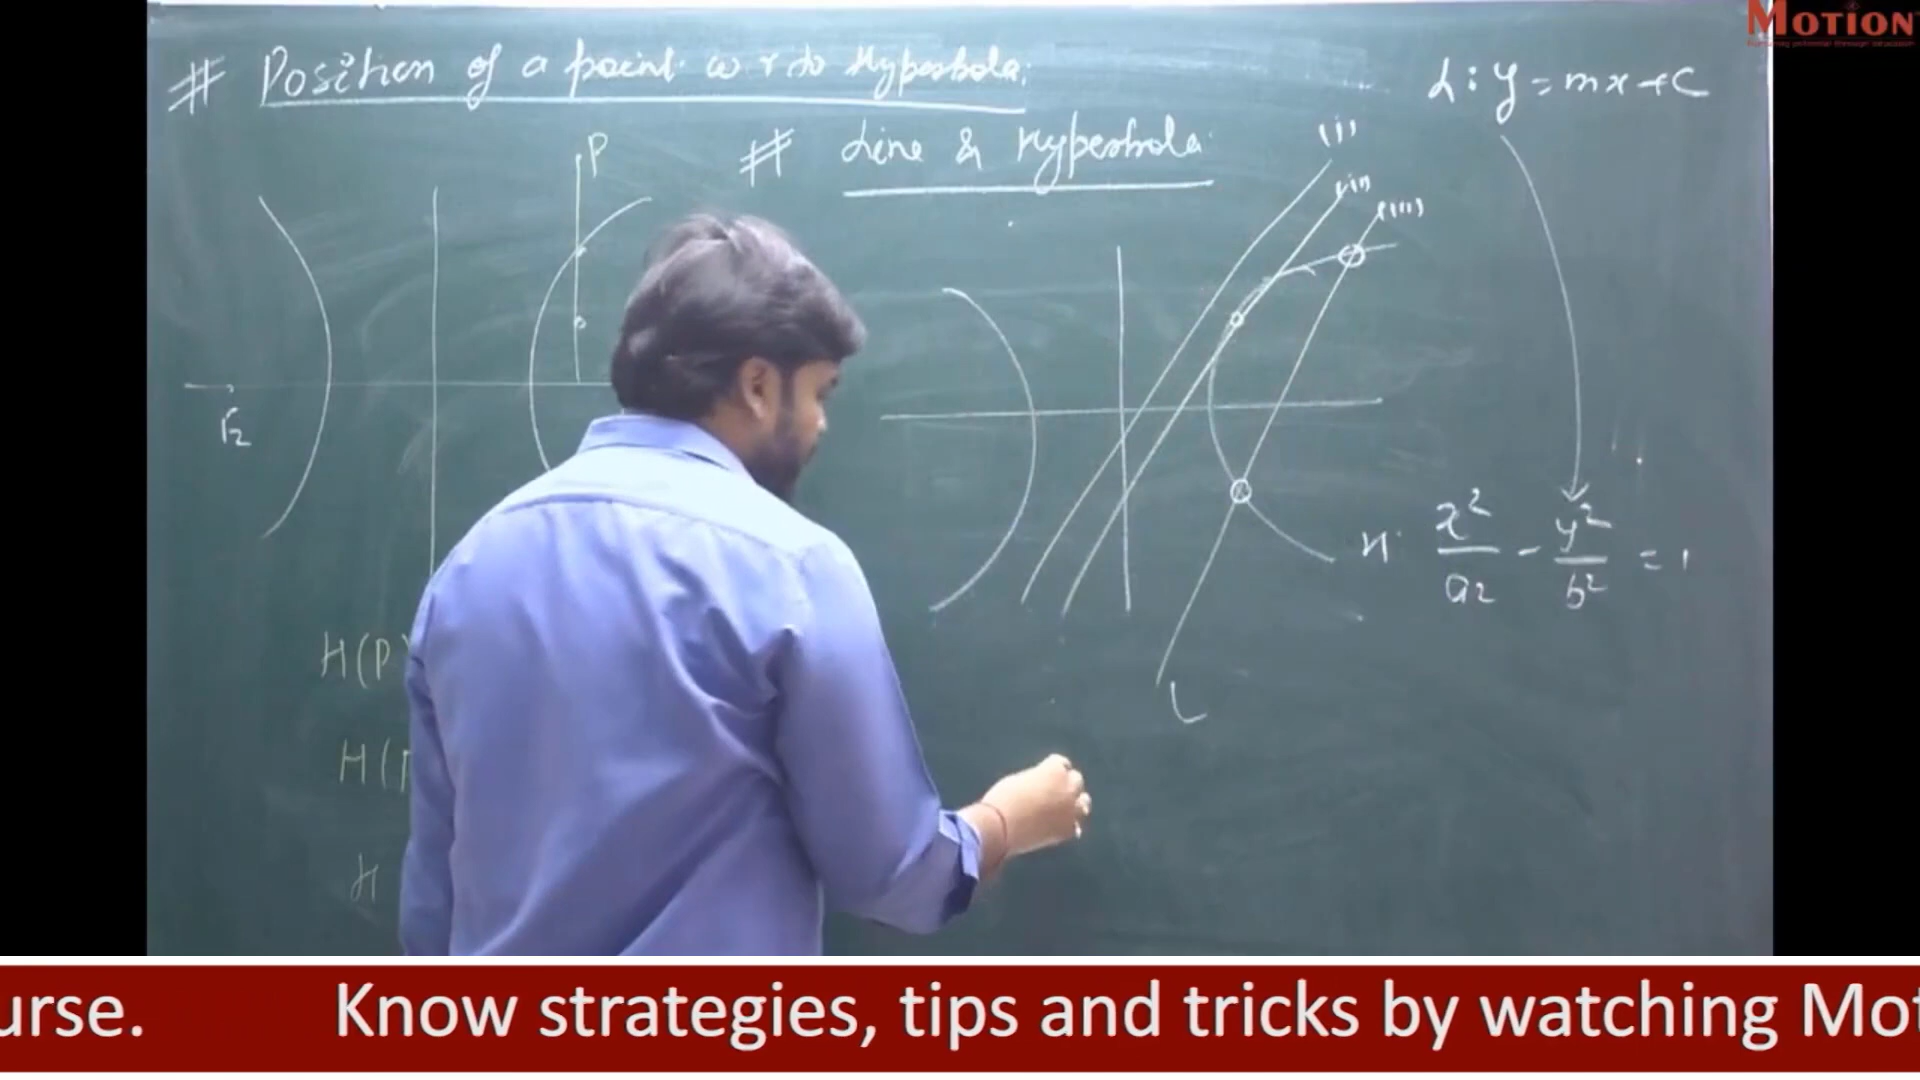 MOTION
# Position of a point w r to Hyperbola:
L : y = mx + c
# Line & Hyperbola
P
(i)
(ii)
(iii)
F2
H: x²/a² - y²/b² = 1
H(P)
L
H(P
H
urse. Know strategies, tips and tricks by watching Mot